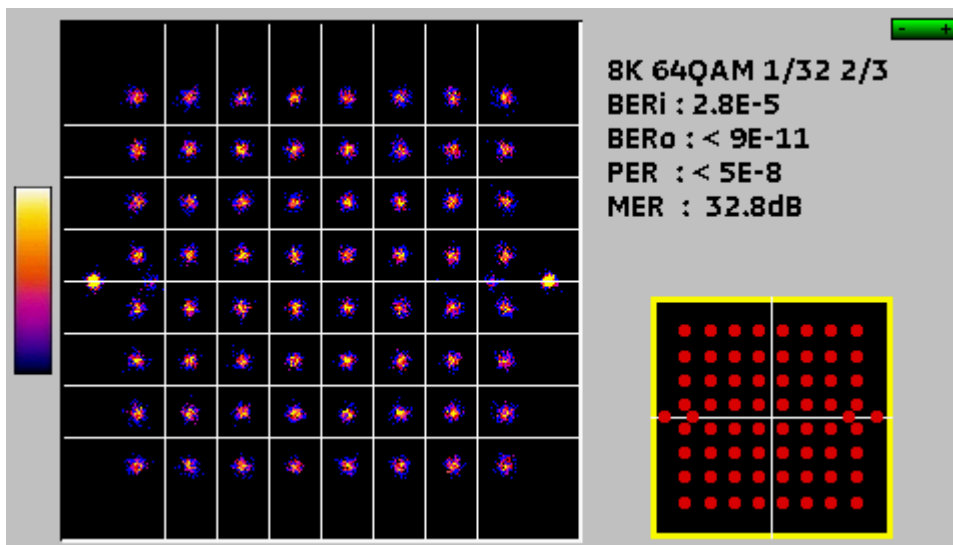 - +
8K 64QAM 1/32 2/3
BERi : 2.8E-5
BERo : < 9E-11
PER : < 5E-8
MER : 32.8dB